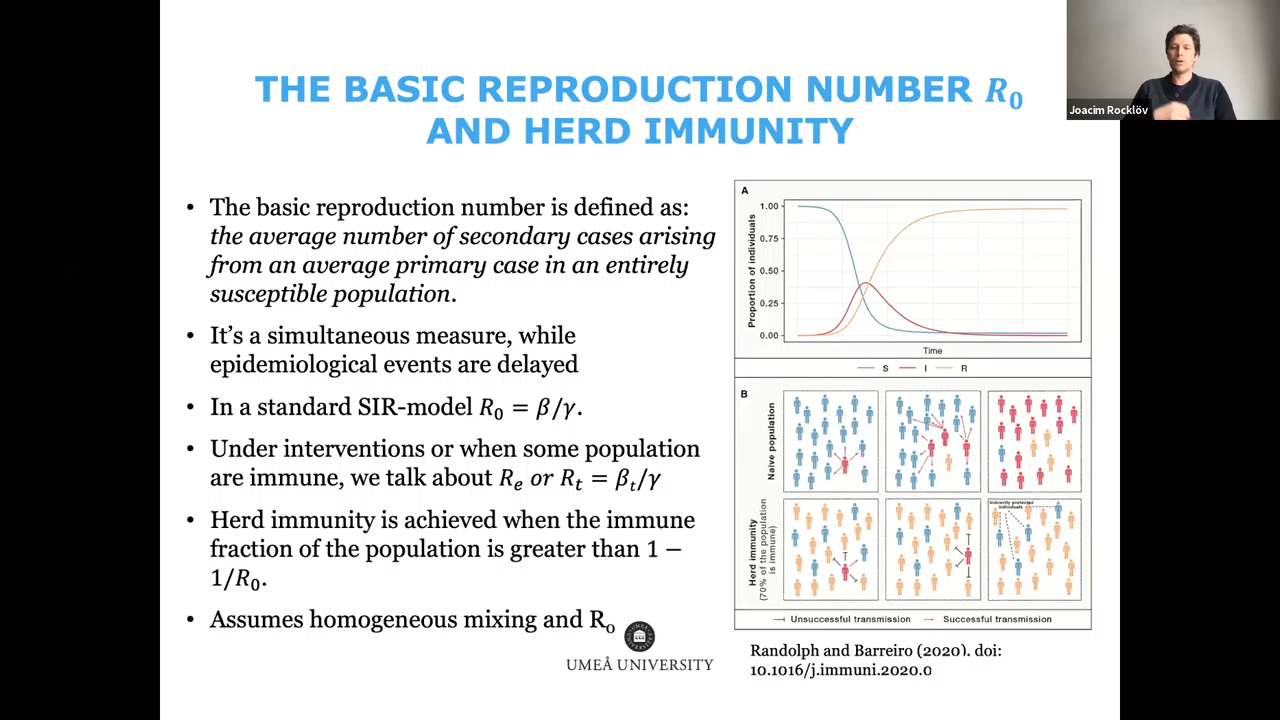 THE BASIC REPRODUCTION NUMBER R₀
AND HERD IMMUNITY
Joacim Rocklöv
• The basic reproduction number is defined as:
the average number of secondary cases arising
from an average primary case in an entirely
susceptible population.
• It's a simultaneous measure, while
epidemiological events are delayed
• In a standard SIR-model R₀ = β/γ.
• Under interventions or when some population
are immune, we talk about Rₑ or Rₜ = βₜ/γ
• Herd immunity is achieved when the immune
fraction of the population is greater than 1 −
1/R₀.
• Assumes homogeneous mixing and R₀
UMEÅ UNIVERSITY
A
Proportion of individuals
1.00
0.75
0.50
0.25
0.00
Time
S I R
B
Naive population
Herd immunity
(70% of the population
is immune)
Indirectly protected
individuals
Unsuccessful transmission
Successful transmission
Randolph and Barreiro (2020). doi:
10.1016/j.immuni.2020.0